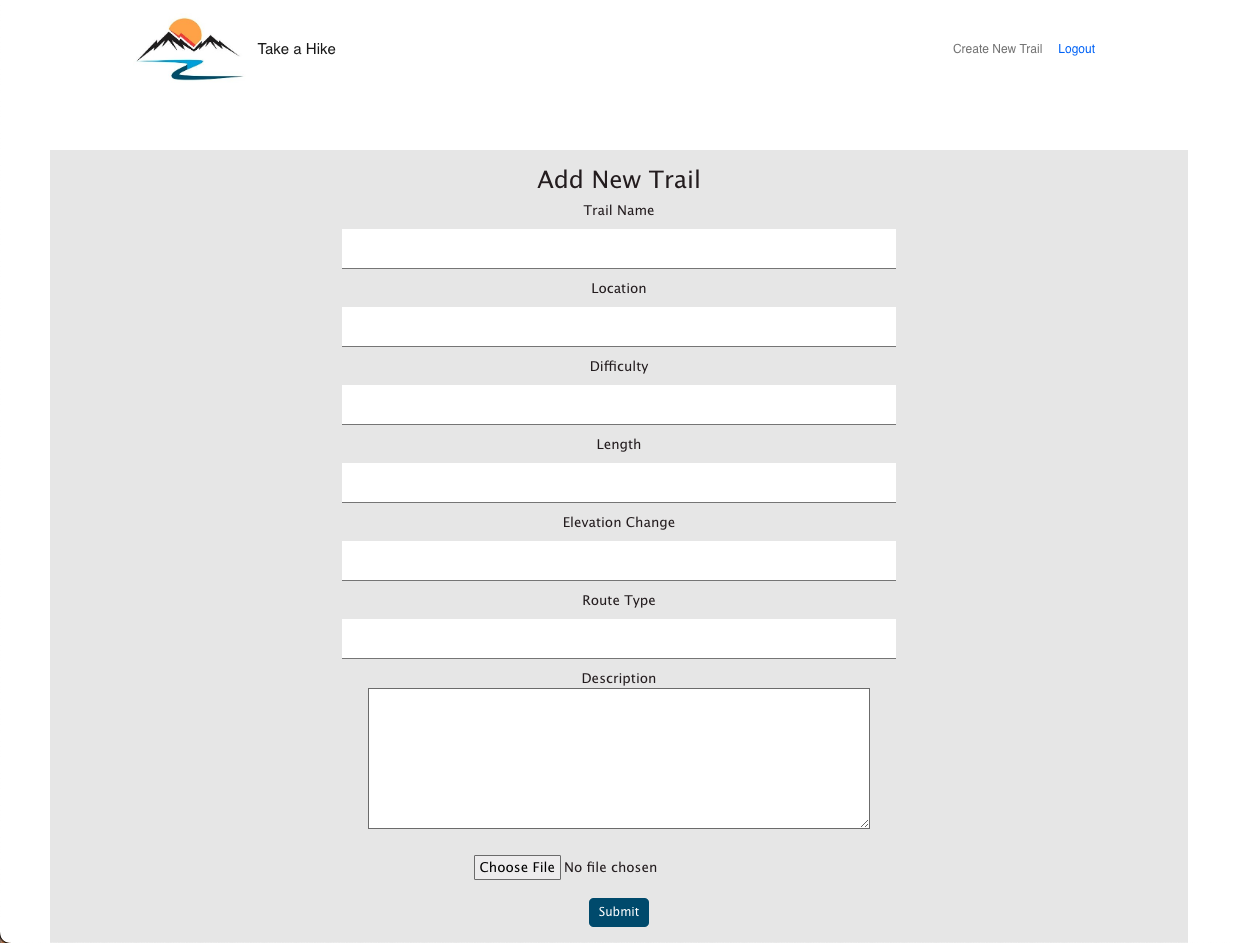 Take a Hike
Create New Trail Logout
Add New Trail
Trail Name
Location
Difficulty
Length
Elevation Change
Route Type
Description
Choose File No file chosen
Submit